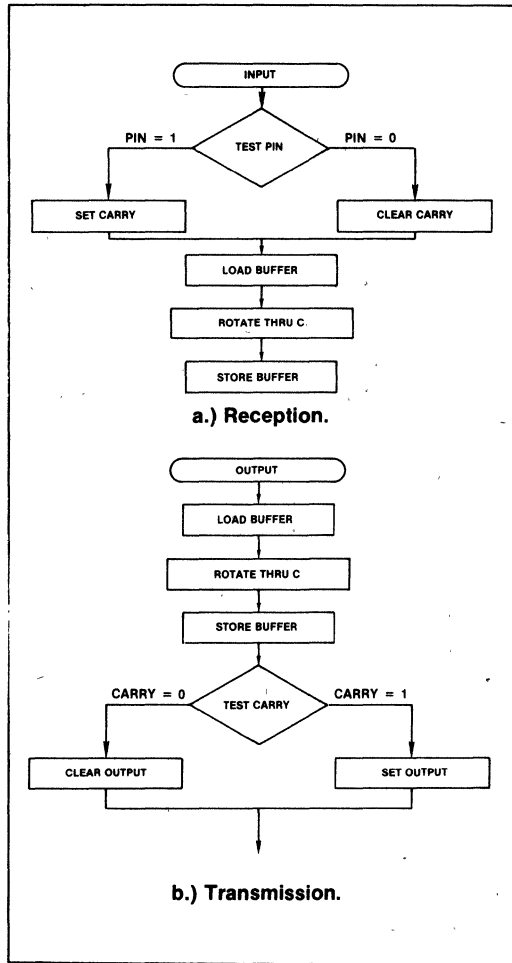 INPUT
TEST PIN
PIN = 1
PIN = 0
SET CARRY
CLEAR CARRY
LOAD BUFFER
ROTATE THRU C
STORE BUFFER
a.) Reception.
OUTPUT
LOAD BUFFER
ROTATE THRU C
STORE BUFFER
TEST CARRY
CARRY = 0
CARRY = 1
CLEAR OUTPUT
SET OUTPUT
b.) Transmission.